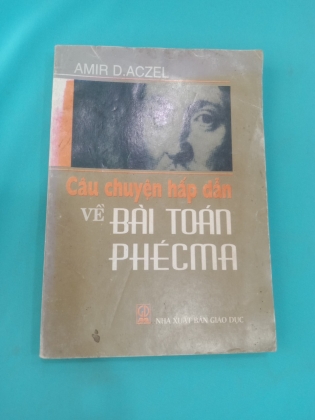 AMIR D.ACZEL
Câu chuyện hấp dẫn
VỀ BÀI TOÁN
PHÉCMA
NHÀ XUẤT BẢN GIÁO DỤC